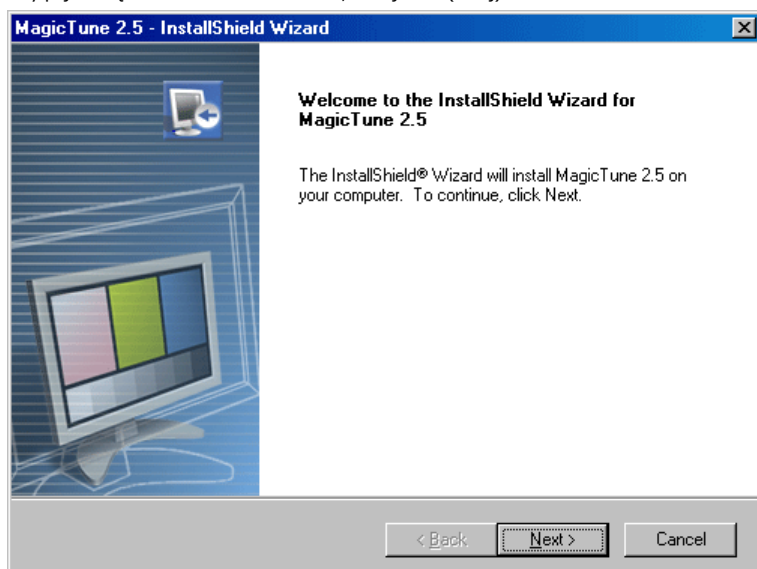 MagicTune 2.5 - InstallShield Wizard
Welcome to the InstallShield Wizard for
MagicTune 2.5
The InstallShield® Wizard will install MagicTune 2.5 on
your computer. To continue, click Next.
< Back
Next >
Cancel